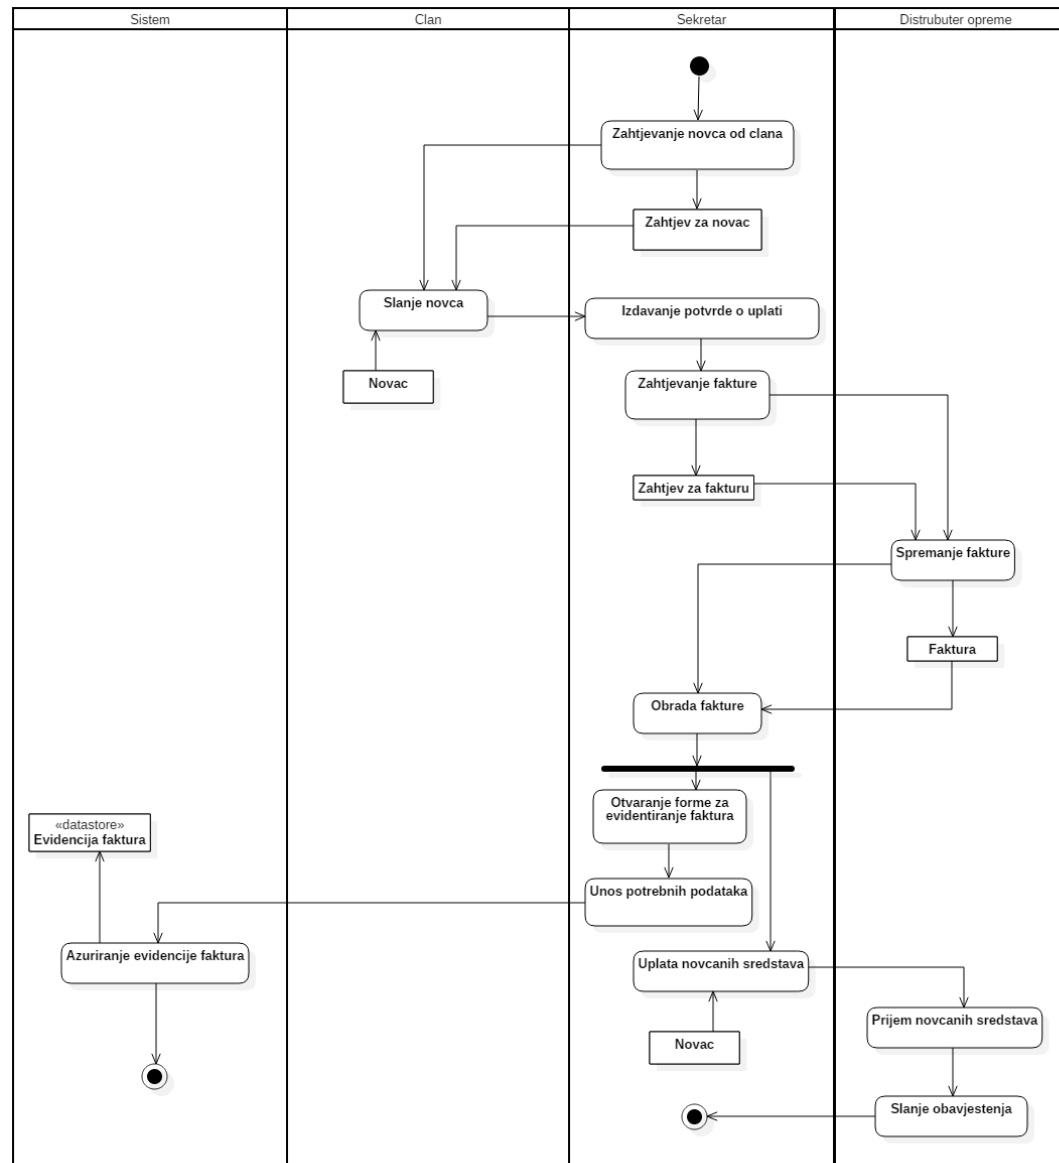 Sistem
Clan
Sekretar
Distrubuter opreme
Zahtjevanje novca od clana
Zahtjev za novac
Slanje novca
Izdavanje potvrde o uplati
Novac
Zahtjevanje fakture
Zahtjev za fakturu
Spremanje fakture
Faktura
Obrada fakture
Otvaranje forme za
evidentiranje faktura
«datastore»
Evidencija faktura
Unos potrebnih podataka
Azuriranje evidencije faktura
Uplata novcanih sredstava
Prijem novcanih sredstava
Novac
Slanje obavjestenja